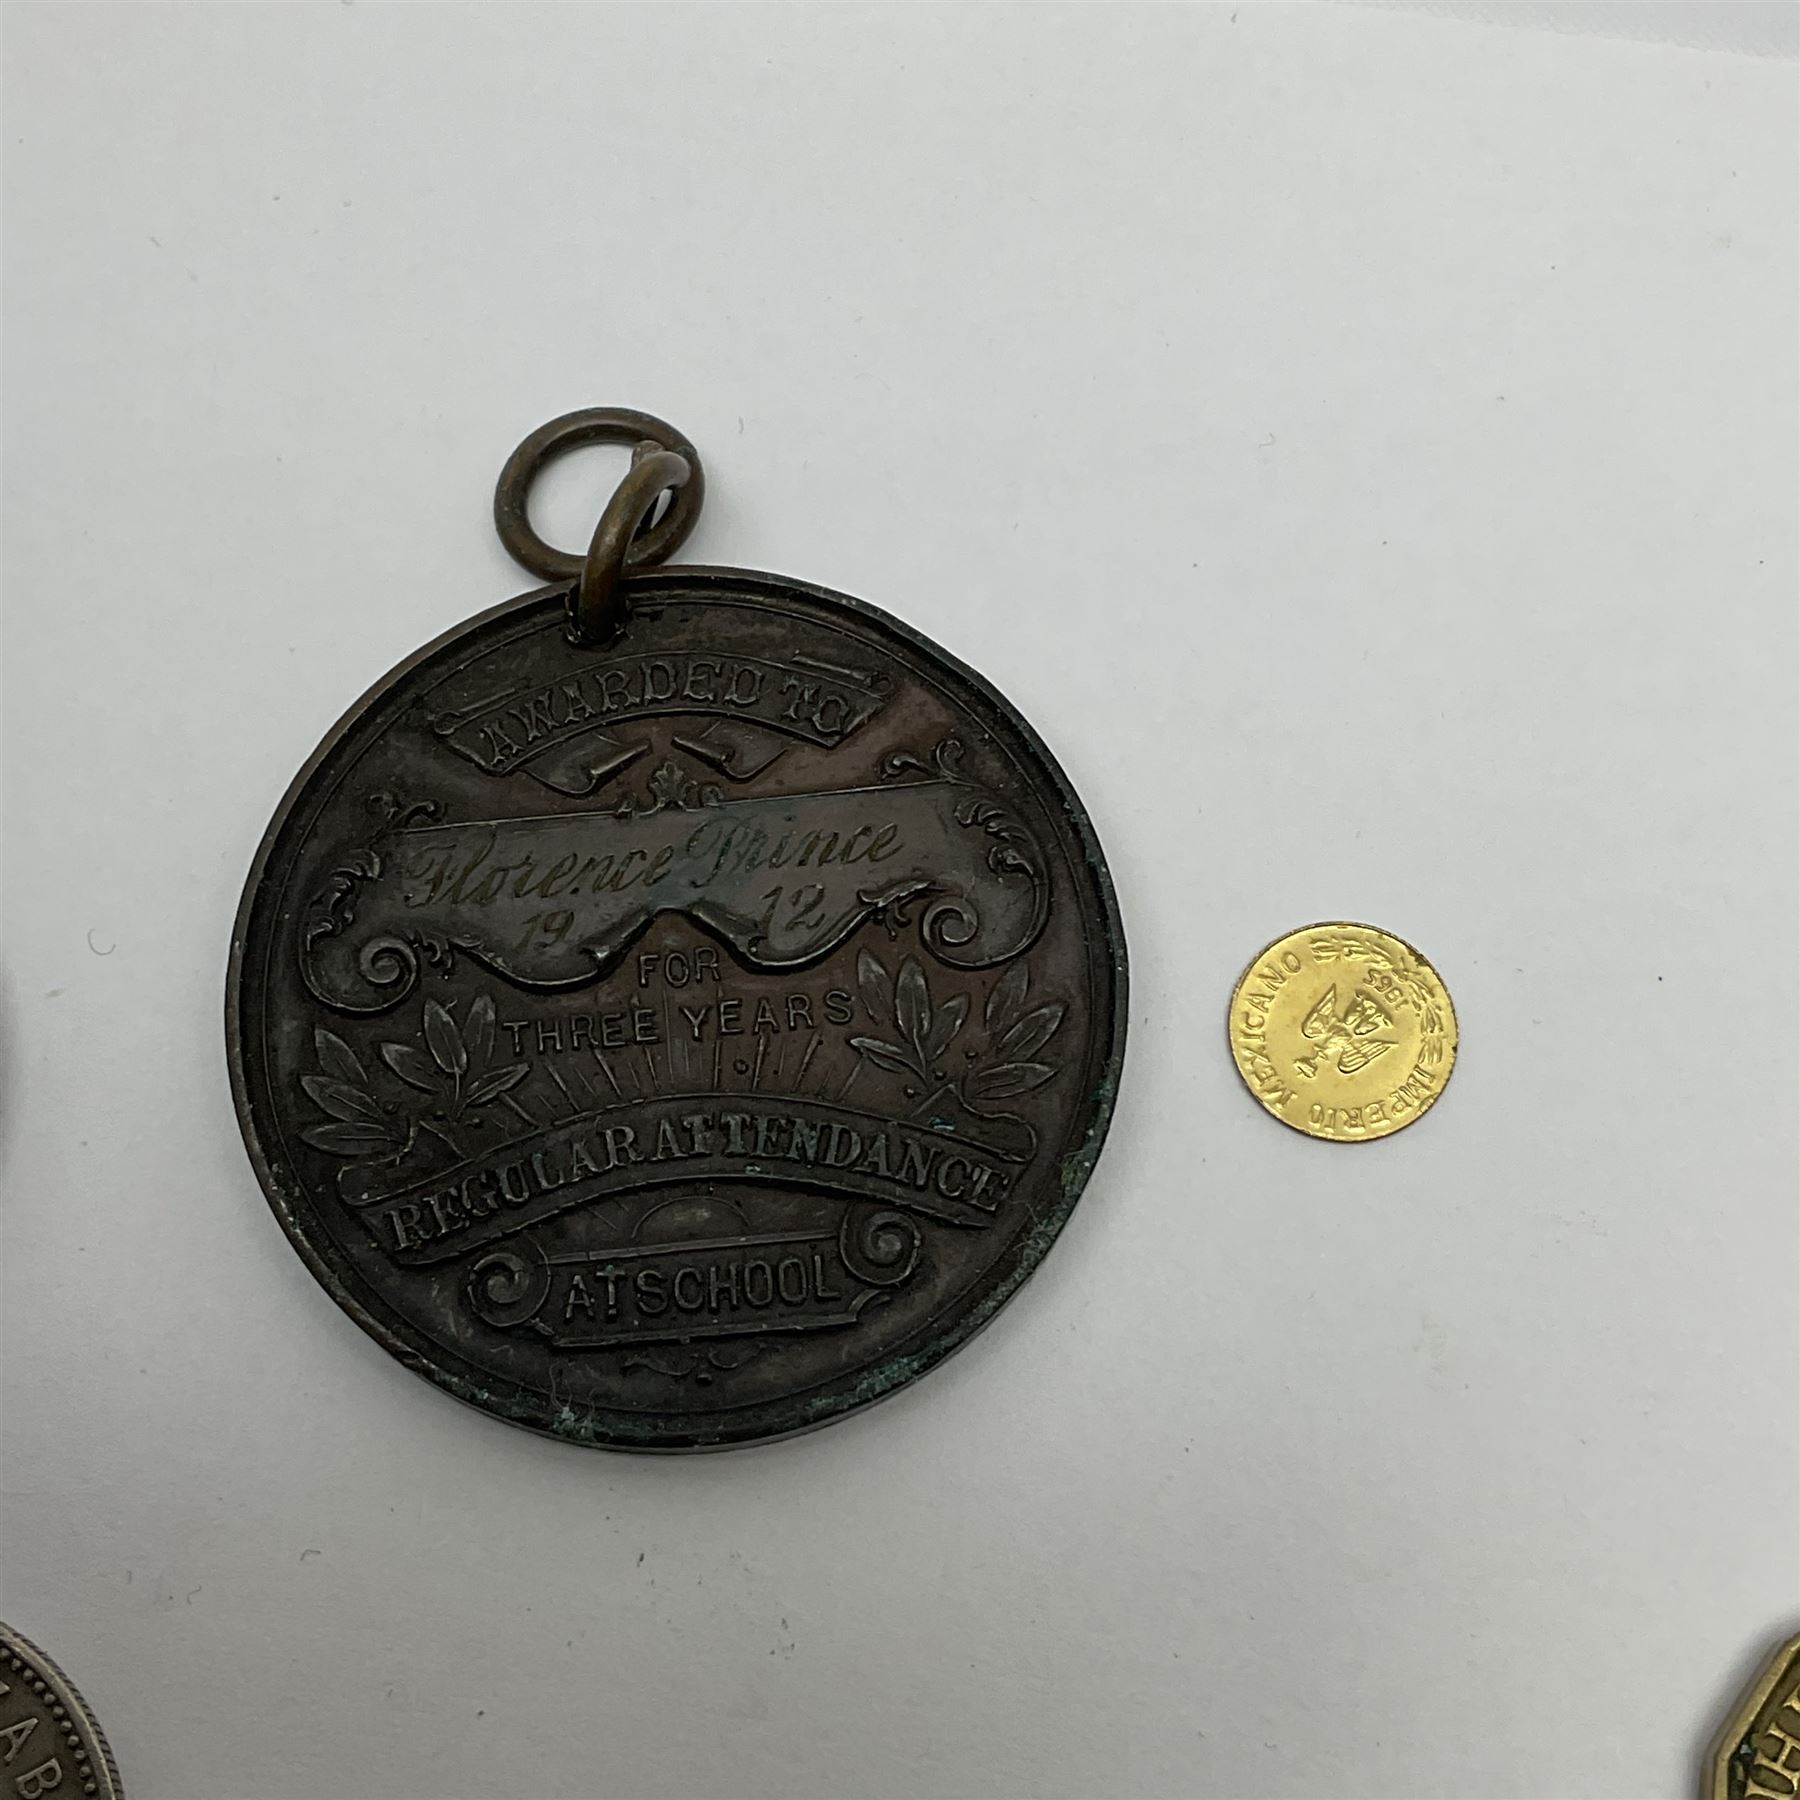 AWARDED TO
Florence Prince
19 12
FOR
THREE YEARS
REGULAR ATTENDANCE
AT SCHOOL
IMPERIO MEXICANO
1865